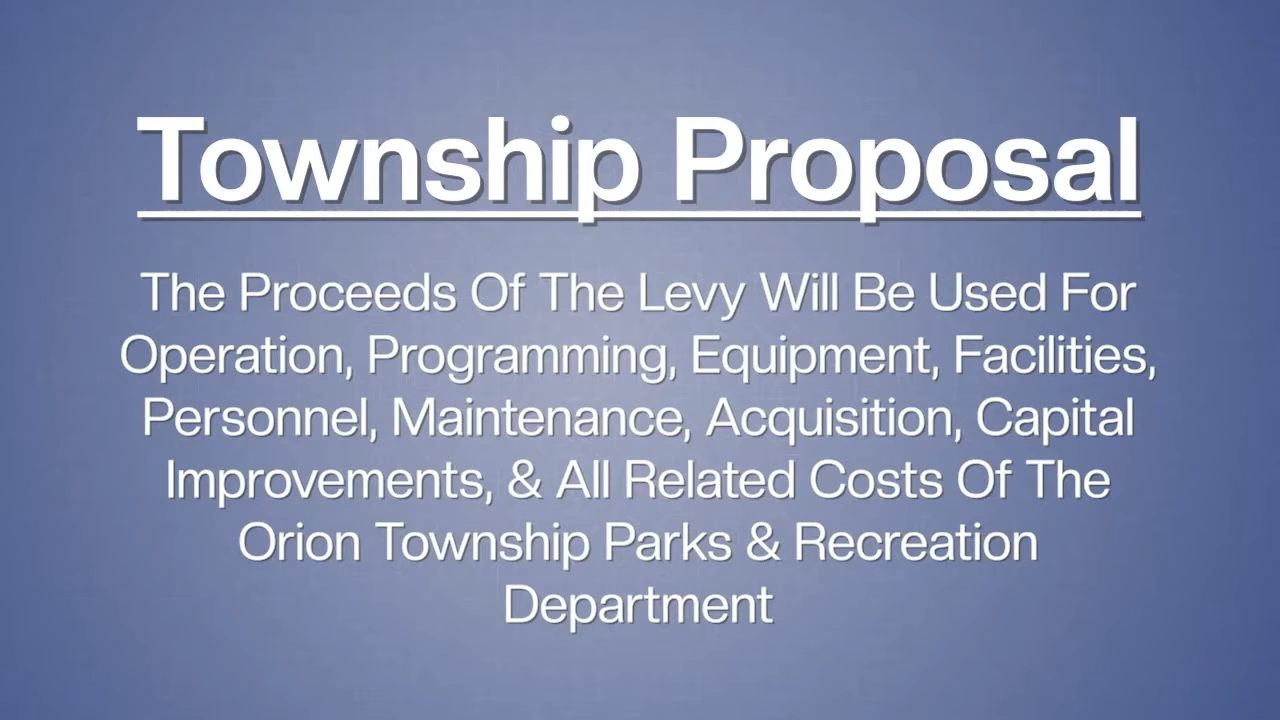 Township Proposal
The Proceeds Of The Levy Will Be Used For
Operation, Programming, Equipment, Facilities,
Personnel, Maintenance, Acquisition, Capital
Improvements, & All Related Costs Of The
Orion Township Parks & Recreation
Department